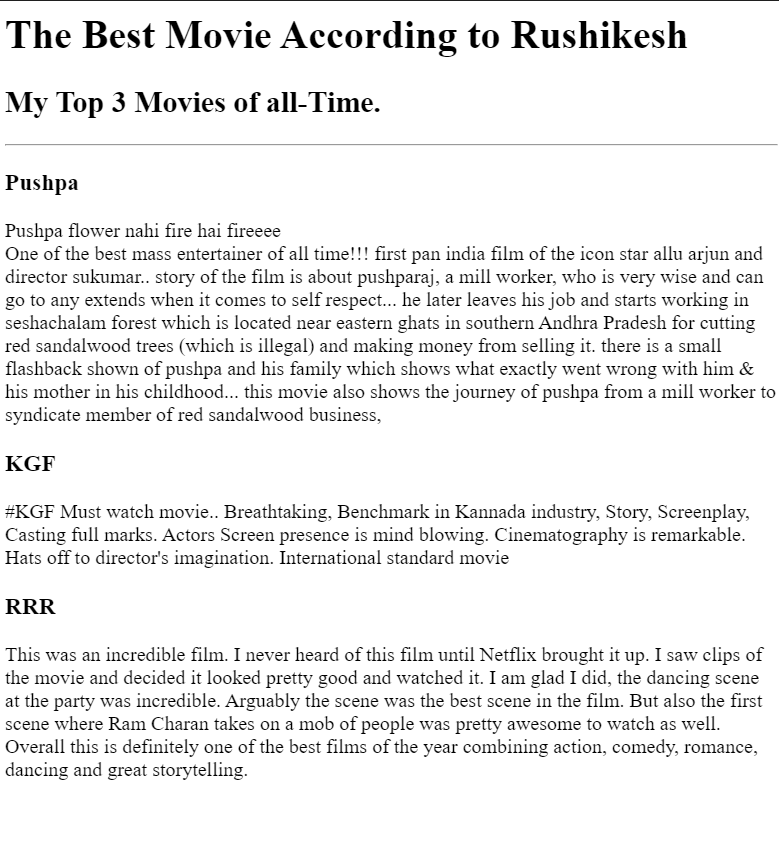 The Best Movie According to Rushikesh
My Top 3 Movies of all-Time.
Pushpa
Pushpa flower nahi fire hai fireeee
One of the best mass entertainer of all time!!! first pan india film of the icon star allu arjun and
director sukumar.. story of the film is about pushparaj, a mill worker, who is very wise and can
go to any extends when it comes to self respect... he later leaves his job and starts working in
seshachalam forest which is located near eastern ghats in southern Andhra Pradesh for cutting
red sandalwood trees (which is illegal) and making money from selling it. there is a small
flashback shown of pushpa and his family which shows what exactly went wrong with him &
his mother in his childhood... this movie also shows the journey of pushpa from a mill worker to
syndicate member of red sandalwood business,
KGF
#KGF Must watch movie.. Breathtaking, Benchmark in Kannada industry, Story, Screenplay,
Casting full marks. Actors Screen presence is mind blowing. Cinematography is remarkable.
Hats off to director's imagination. International standard movie
RRR
This was an incredible film. I never heard of this film until Netflix brought it up. I saw clips of
the movie and decided it looked pretty good and watched it. I am glad I did, the dancing scene
at the party was incredible. Arguably the scene was the best scene in the film. But also the first
scene where Ram Charan takes on a mob of people was pretty awesome to watch as well.
Overall this is definitely one of the best films of the year combining action, comedy, romance,
dancing and great storytelling.